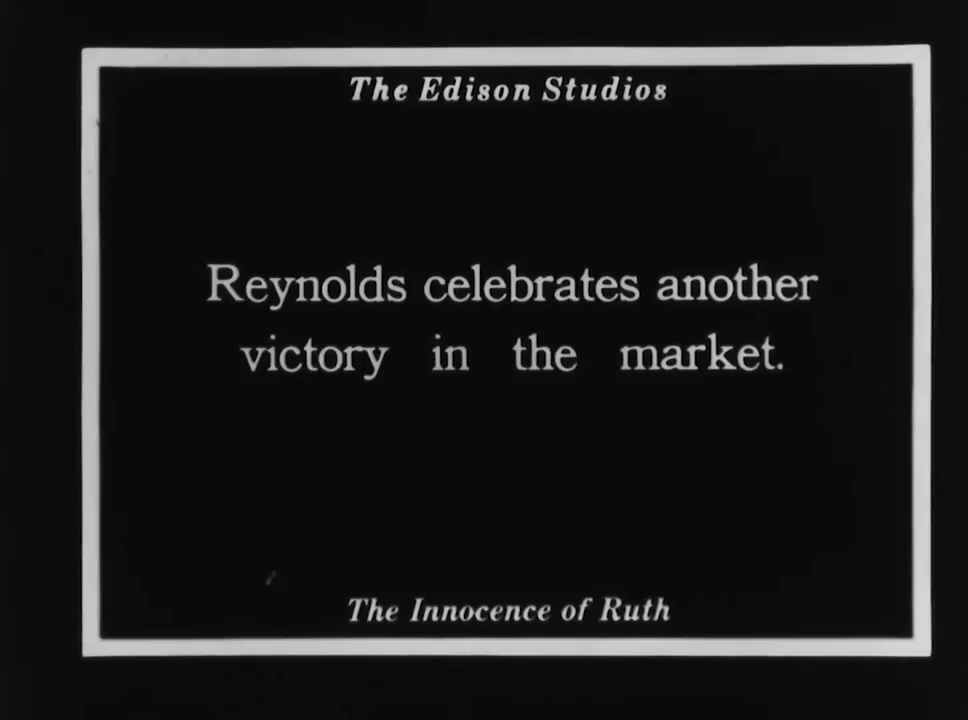 The Edison Studios
Reynolds celebrates another
victory in the market.
The Innocence of Ruth